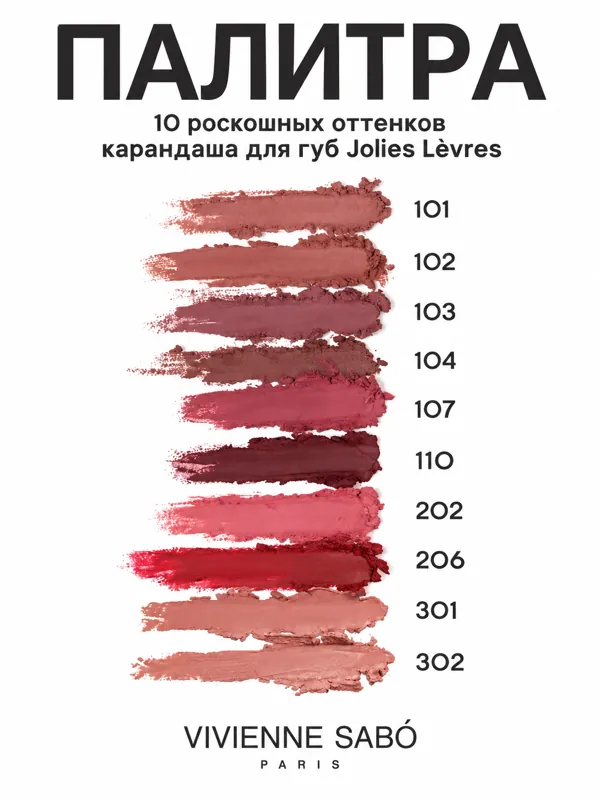 ПАЛИТРА
10 роскошных оттенков
карандаша для губ Jolies Lèvres
101
102
103
104
107
110
202
206
301
302
VIVIENNE SABÓ
PARIS